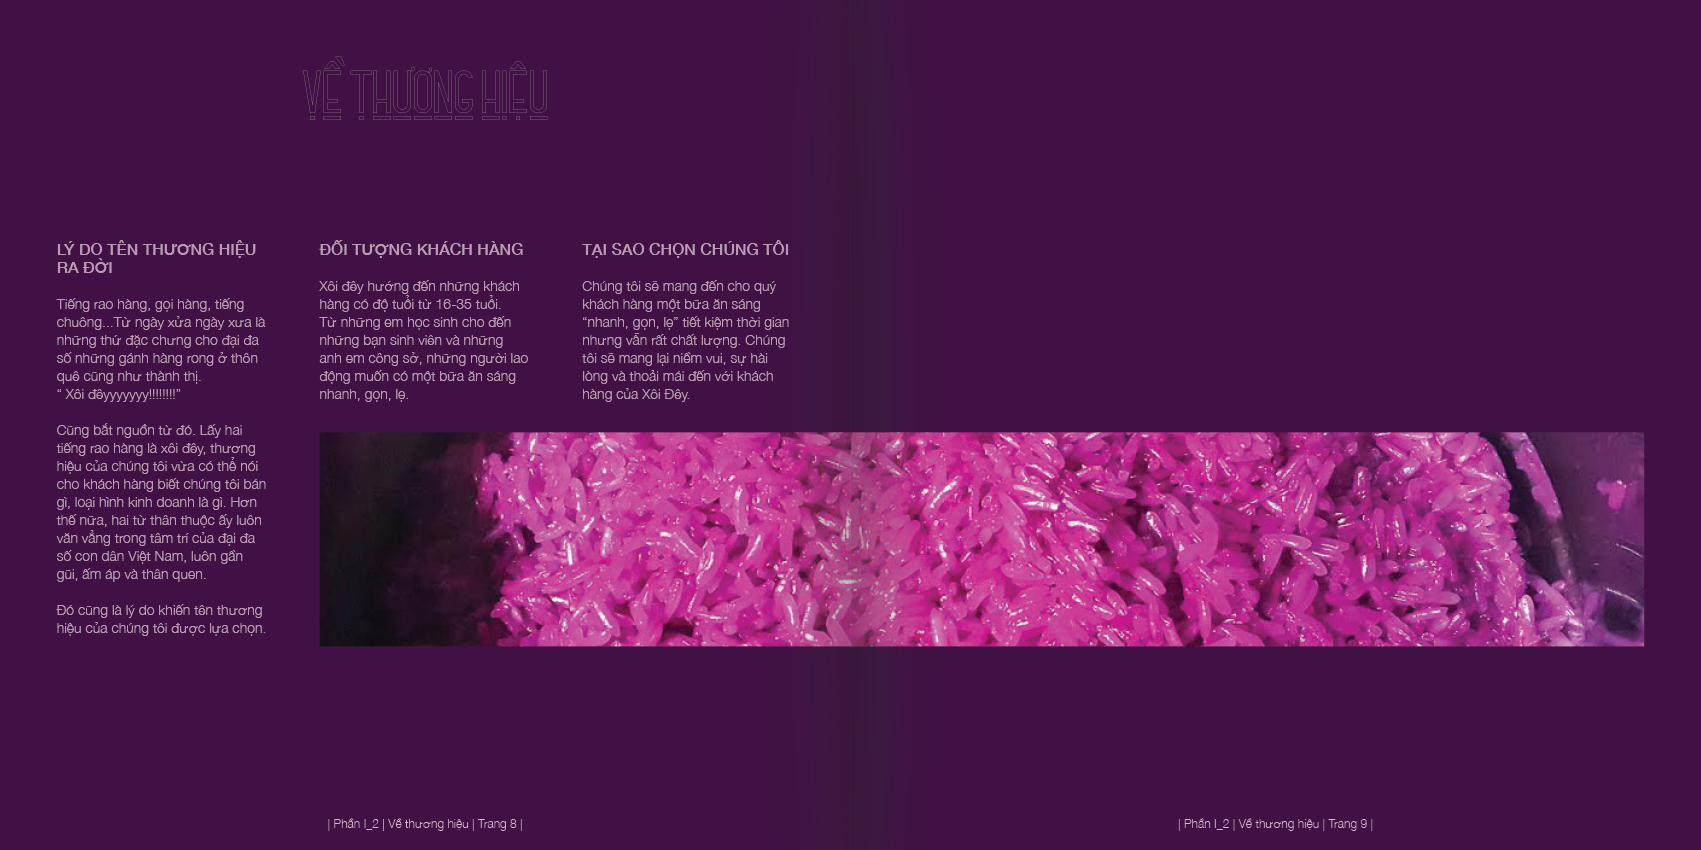 VỀ THƯƠNG HIỆU
LÝ DO TÊN THƯƠNG HIỆU
RA ĐỜI
Tiếng rao hàng, gọi hàng, tiếng
chuông...Từ ngày xửa ngày xưa là
những thứ đặc chưng cho đại đa
số những gánh hàng rong ở thôn
quê cũng như thành thị.
“ Xôi đêyyyyyyy!!!!!!!!”
Cũng bắt nguồn từ đó. Lấy hai
tiếng rao hàng là xôi đêy, thương
hiệu của chúng tôi vừa có thể nói
cho khách hàng biết chúng tôi bán
gì, loại hình kinh doanh là gì. Hơn
thế nữa, hai từ thân thuộc ấy luôn
văn vẳng trong tâm trí của đại đa
số con dân Việt Nam, luôn gần
gũi, ấm áp và thân quen.
Đó cũng là lý do khiến tên thương
hiệu của chúng tôi được lựa chọn.
ĐỐI TƯỢNG KHÁCH HÀNG
Xôi đêy hướng đến những khách
hàng có độ tuổi từ 16-35 tuổi.
Từ những em học sinh cho đến
những bạn sinh viên và những
anh em công sở, những người lao
động muốn có một bữa ăn sáng
nhanh, gọn, lẹ.
TẠI SAO CHỌN CHÚNG TÔI
Chúng tôi sẽ mang đến cho quý
khách hàng một bữa ăn sáng
“nhanh, gọn, lẹ” tiết kiệm thời gian
nhưng vẫn rất chất lượng. Chúng
tôi sẽ mang lại niềm vui, sự hài
lòng và thoải mái đến với khách
hàng của Xôi Đêy.
| Phần I_2 | Về thương hiệu | Trang 8 |
| Phần I_2 | Về thương hiệu | Trang 9 |